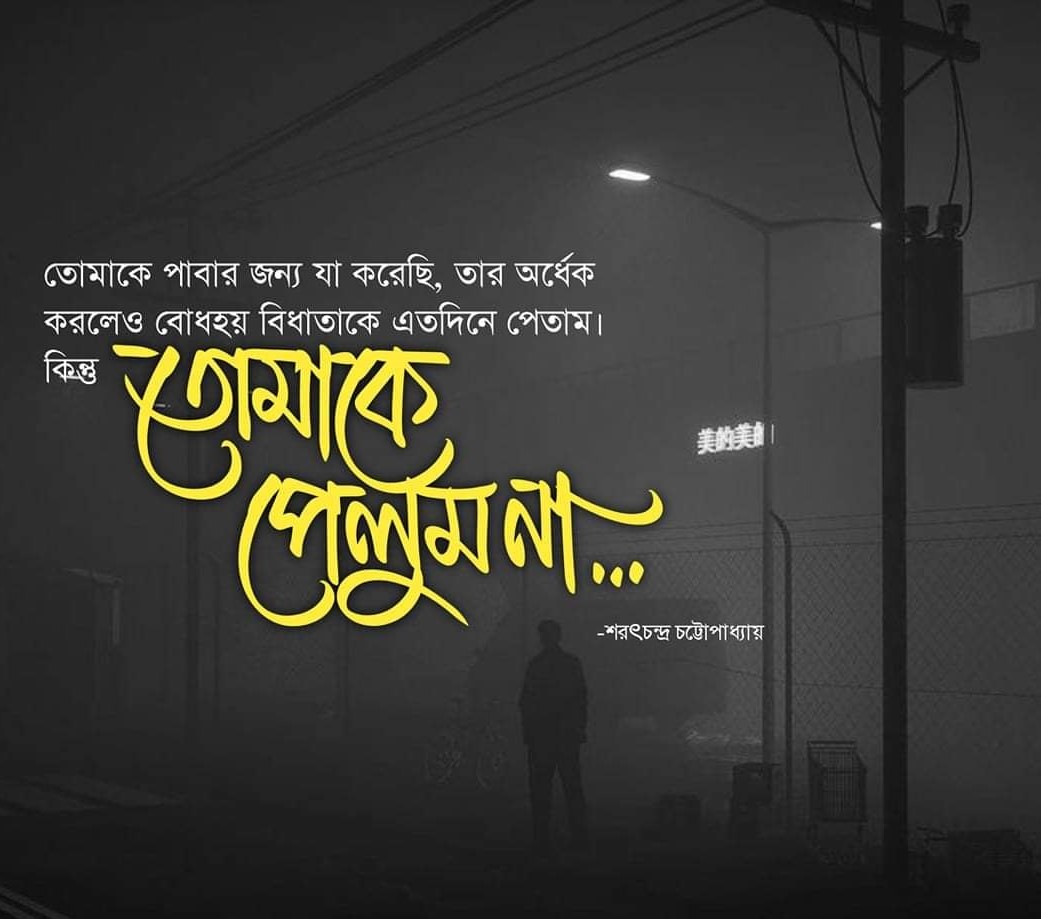 তোমাকে পাবার জন্য যা করেছি, তার অর্ধেক
করলেও বোধহয় বিধাতাকে এতদিনে পেতাম।
কিন্তু তোমাকে
পেলুম না...
-শরৎচন্দ্র চট্টোপাধ্যায়
美的美的